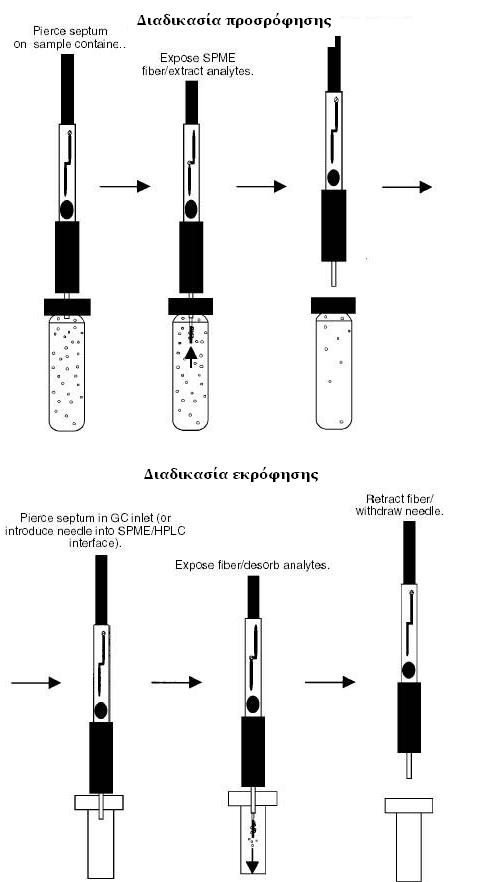 Διαδικασία προσρόφησης
Pierce septum
on sample containe..
Expose SPME
fiber/extract analytes.
Διαδικασία εκρόφησης
Pierce septum in GC inlet (or
introduce needle into SPME/HPLC
interface).
Expose fiber/desorb analytes.
Retract fiber/
withdraw needle.